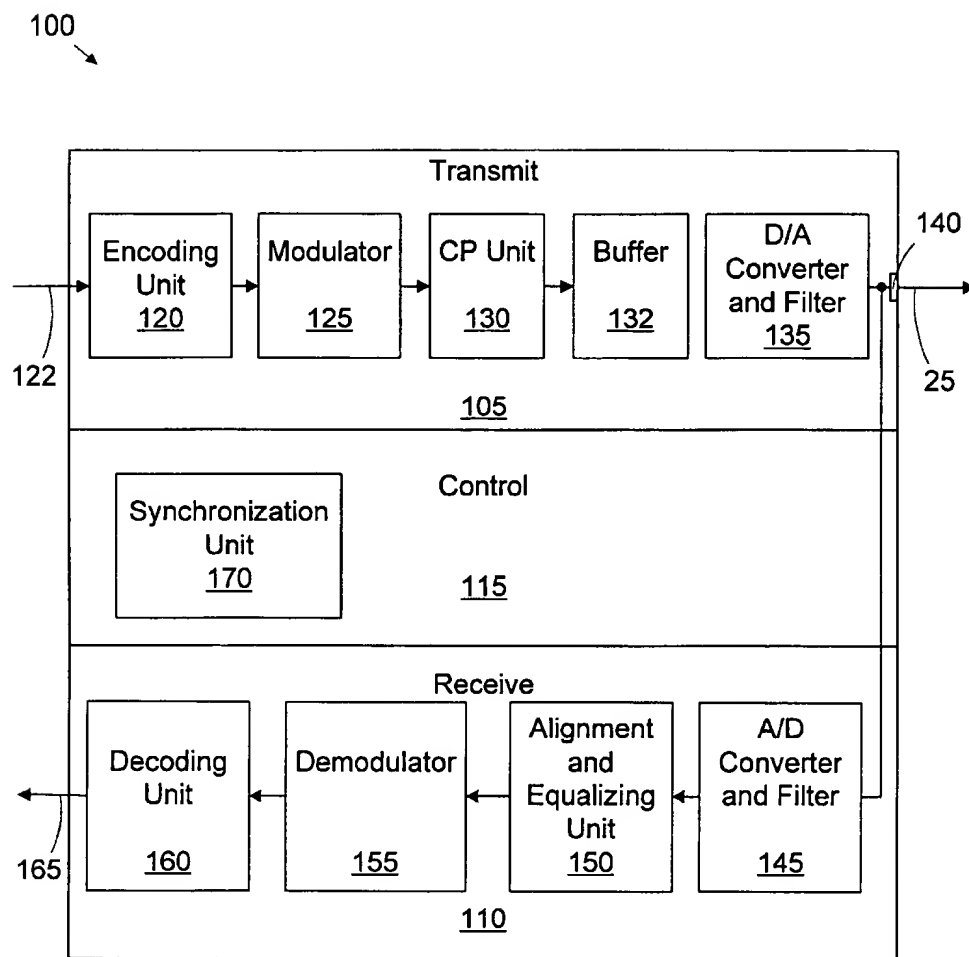 100
Transmit
Encoding
Unit
120
Modulator
125
CP Unit
130
Buffer
132
D/A
Converter
and Filter
135
140
122
25
105
Control
Synchronization
Unit
170
115
Receive
Decoding
Unit
160
Demodulator
155
Alignment
and
Equalizing
Unit
150
A/D
Converter
and Filter
145
165
110